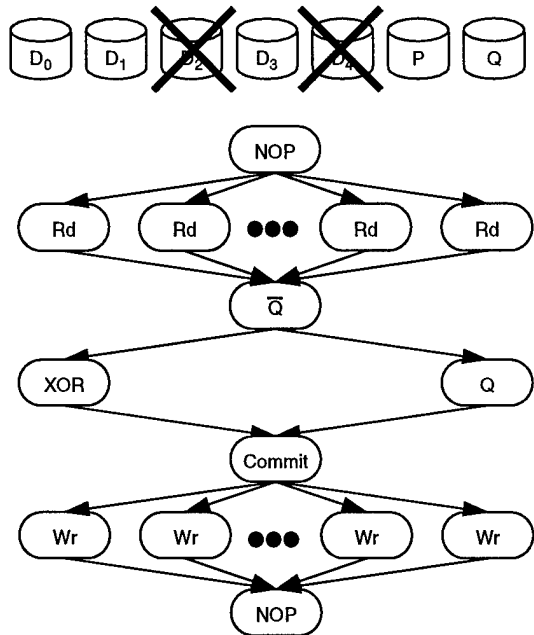 D0 D1 D2 D3 D4 P Q
NOP
Rd Rd Rd Rd
Q̅
XOR Q
Commit
Wr Wr Wr Wr
NOP